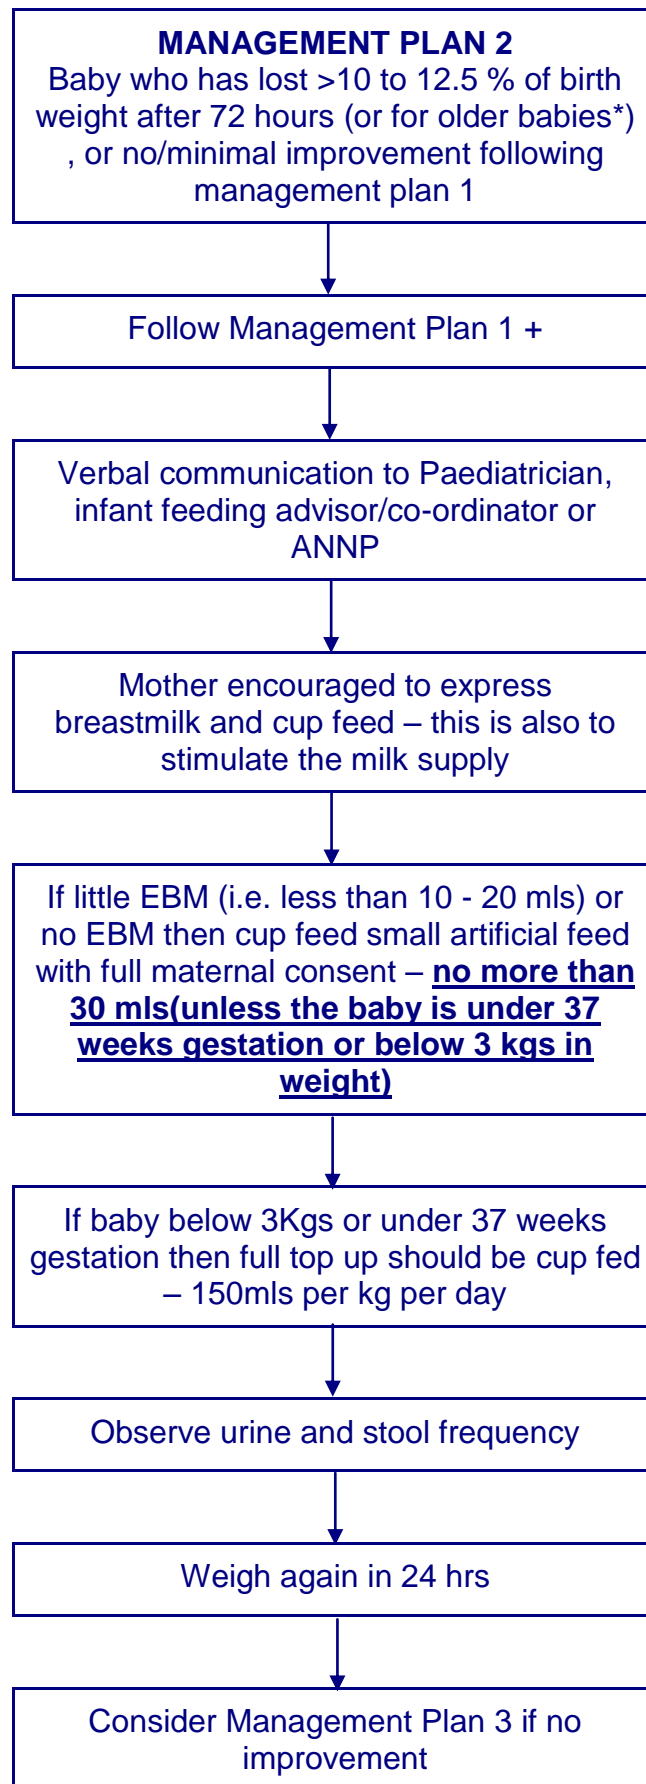 MANAGEMENT PLAN 2
Baby who has lost >10 to 12.5 % of birth
weight after 72 hours (or for older babies*)
, or no/minimal improvement following
management plan 1
Follow Management Plan 1 +
Verbal communication to Paediatrician,
infant feeding advisor/co-ordinator or
ANNP
Mother encouraged to express
breastmilk and cup feed – this is also to
stimulate the milk supply
If little EBM (i.e. less than 10 - 20 mls) or
no EBM then cup feed small artificial feed
with full maternal consent – no more than
30 mls(unless the baby is under 37
weeks gestation or below 3 kgs in
weight)
If baby below 3Kgs or under 37 weeks
gestation then full top up should be cup fed
– 150mls per kg per day
Observe urine and stool frequency
Weigh again in 24 hrs
Consider Management Plan 3 if no
improvement